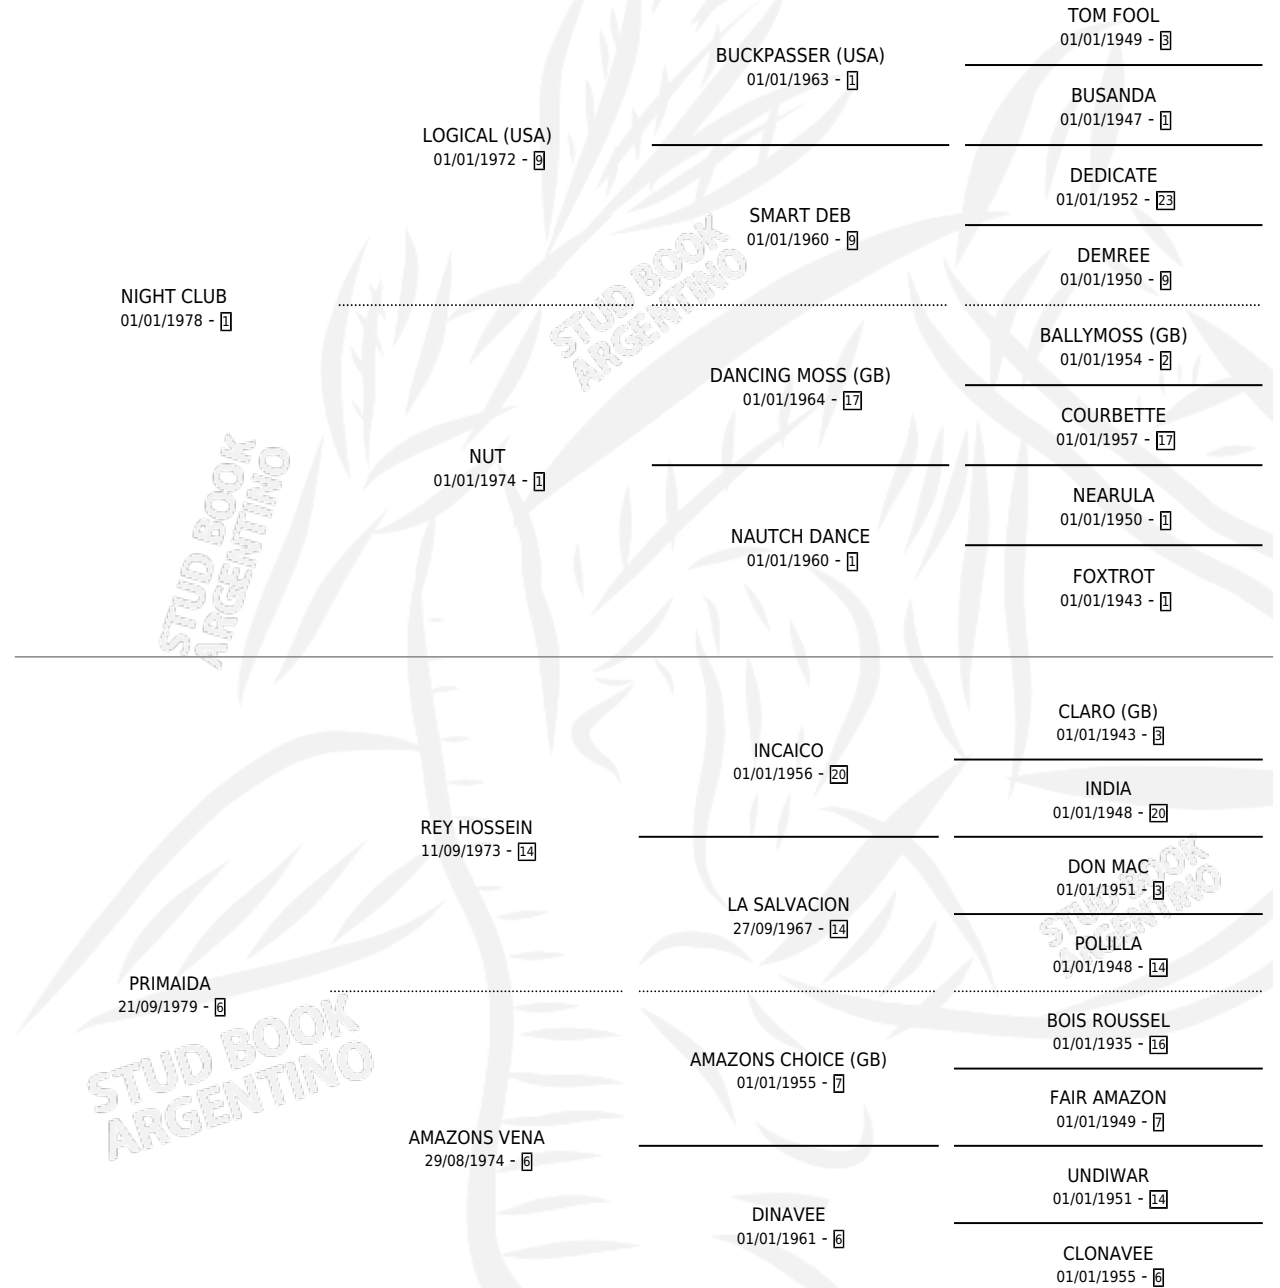 TOM FOOL
01/01/1949 - 3
BUCKPASSER (USA)
01/01/1963 - 1
BUSANDA
01/01/1947 - 1
LOGICAL (USA)
01/01/1972 - 9
DEDICATE
01/01/1952 - 23
SMART DEB
01/01/1960 - 9
DEMREE
01/01/1950 - 9
NIGHT CLUB
01/01/1978 - 1
BALLYMOSS (GB)
01/01/1954 - 2
DANCING MOSS (GB)
01/01/1964 - 17
COURBETTE
01/01/1957 - 17
NUT
01/01/1974 - 1
NEARULA
01/01/1950 - 1
NAUTCH DANCE
01/01/1960 - 1
FOXTROT
01/01/1943 - 1
CLARO (GB)
01/01/1943 - 3
INCAICO
01/01/1956 - 20
INDIA
01/01/1948 - 20
REY HOSSEIN
11/09/1973 - 14
DON MAC
01/01/1951 - 3
LA SALVACION
27/09/1967 - 14
POLILLA
01/01/1948 - 14
PRIMAIDA
21/09/1979 - 6
BOIS ROUSSEL
01/01/1935 - 16
AMAZONS CHOICE (GB)
01/01/1955 - 7
FAIR AMAZON
01/01/1949 - 7
AMAZONS VENA
29/08/1974 - 6
UNDIWAR
01/01/1951 - 14
DINAVEE
01/01/1961 - 6
CLONAVEE
01/01/1955 - 6
STUD BOOK
ARGENTINO
STUD BOOK
ARGENTINO
STUD BOOK
ARGENTINO
STUD BOOK
ARGENTINO